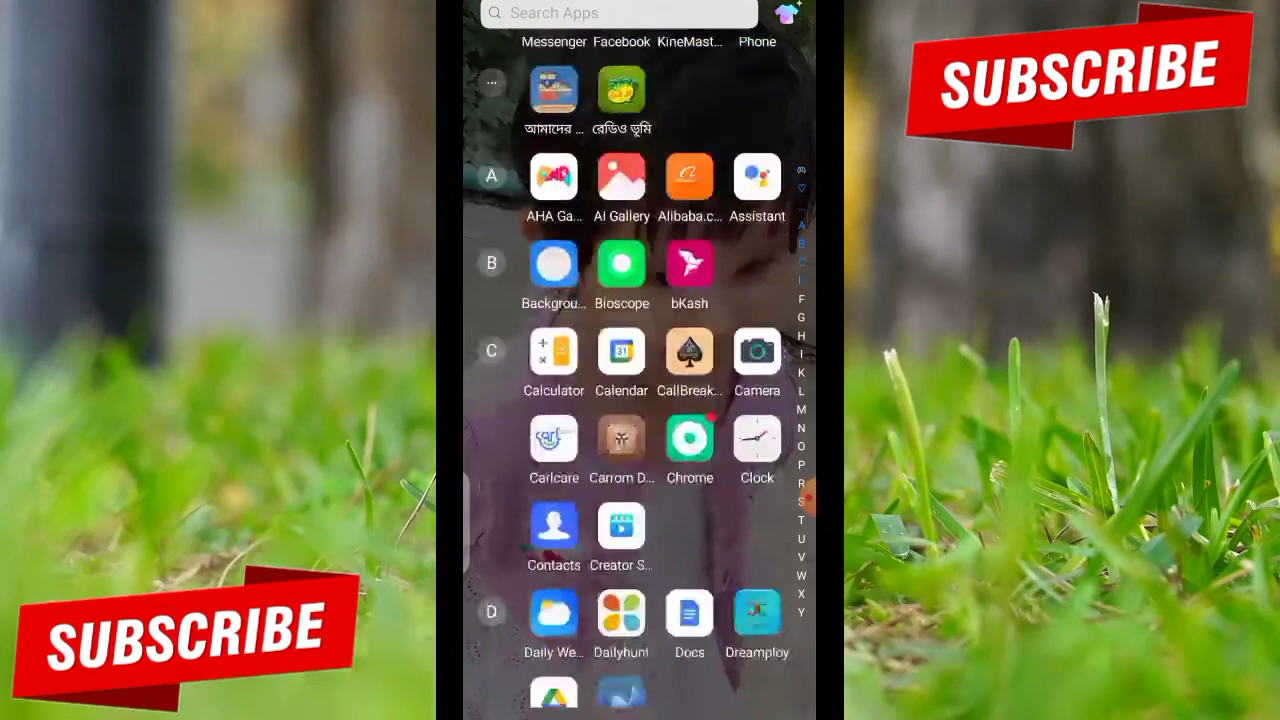 Search Apps
SUBSCRIBE
Messenger Facebook KineMast... Phone
আমাদের ... রেডিও ভূমি
A
AHA Ga... AI Gallery Alibaba.c... Assistant
B
Backgrou... Bioscope bKash
C
Calculator Calendar CallBreak... Camera
Carlcare Carrom D... Chrome Clock
Contacts Creator S...
D
Daily We... Dailyhunt Docs Dreamploy
A
B
C
F
G
H
I
K
L
M
N
O
P
R
S
T
U
V
W
X
Y
SUBSCRIBE